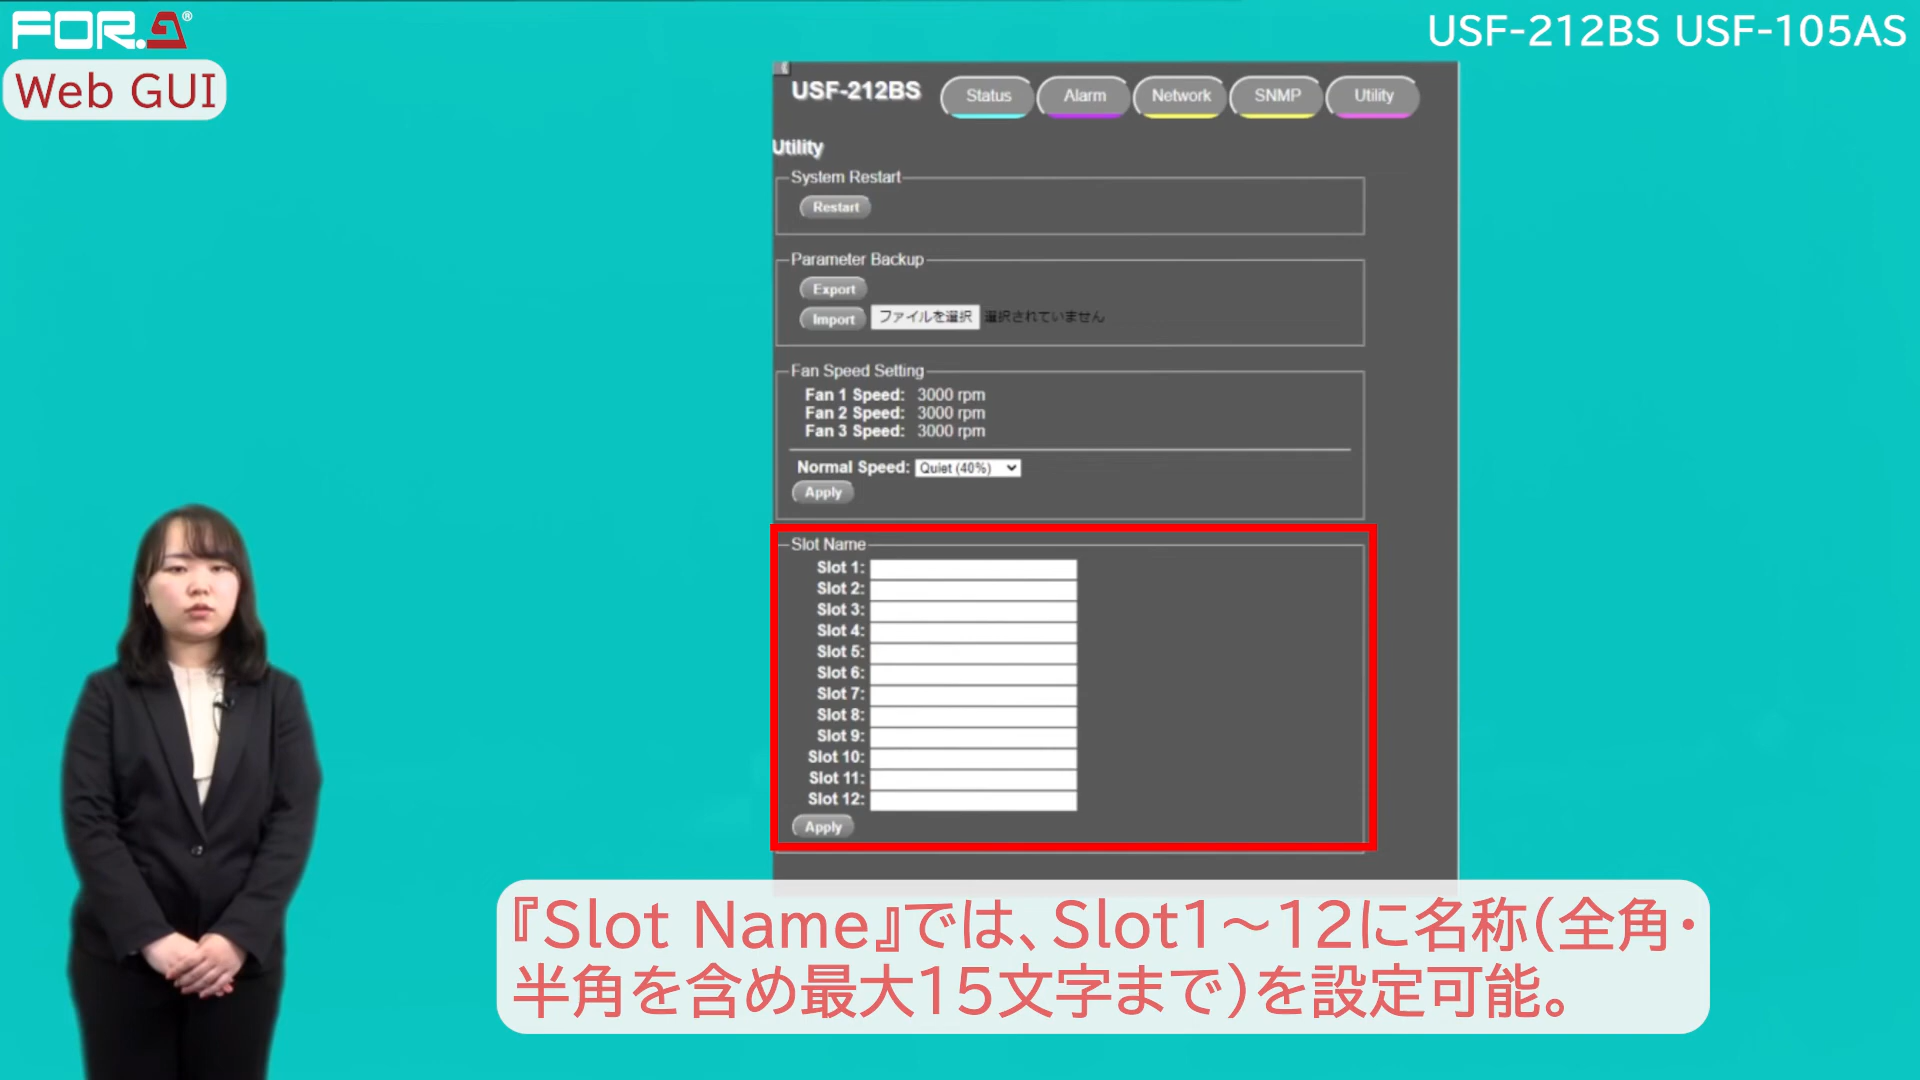 FOR.A®
USF-212BS USF-105AS
Web GUI
USF-212BS
Status
Alarm
Network
SNMP
Utility
Utility
System Restart
Restart
Parameter Backup
Export
Import ファイルを選択 選択されていません
Fan Speed Setting
Fan 1 Speed: 3000 rpm
Fan 2 Speed: 3000 rpm
Fan 3 Speed: 3000 rpm
Normal Speed: Quiet (40%)
Apply
Slot Name
Slot 1:
Slot 2:
Slot 3:
Slot 4:
Slot 5:
Slot 6:
Slot 7:
Slot 8:
Slot 9:
Slot 10:
Slot 11:
Slot 12:
Apply
『Slot Name』では、Slot1～12に名称(全角・
半角を含め最大15文字まで)を設定可能。